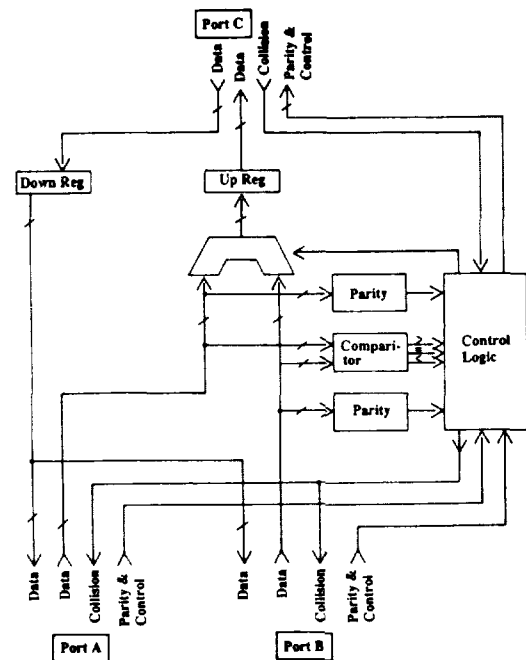 Port C
Data
Data
Collision
Parity &
Control
Down Reg
Up Reg
Parity
Compari-
tor
Parity
Control
Logic
Data
Data
Collision
Parity &
Control
Data
Data
Collision
Parity &
Control
Port A
Port B